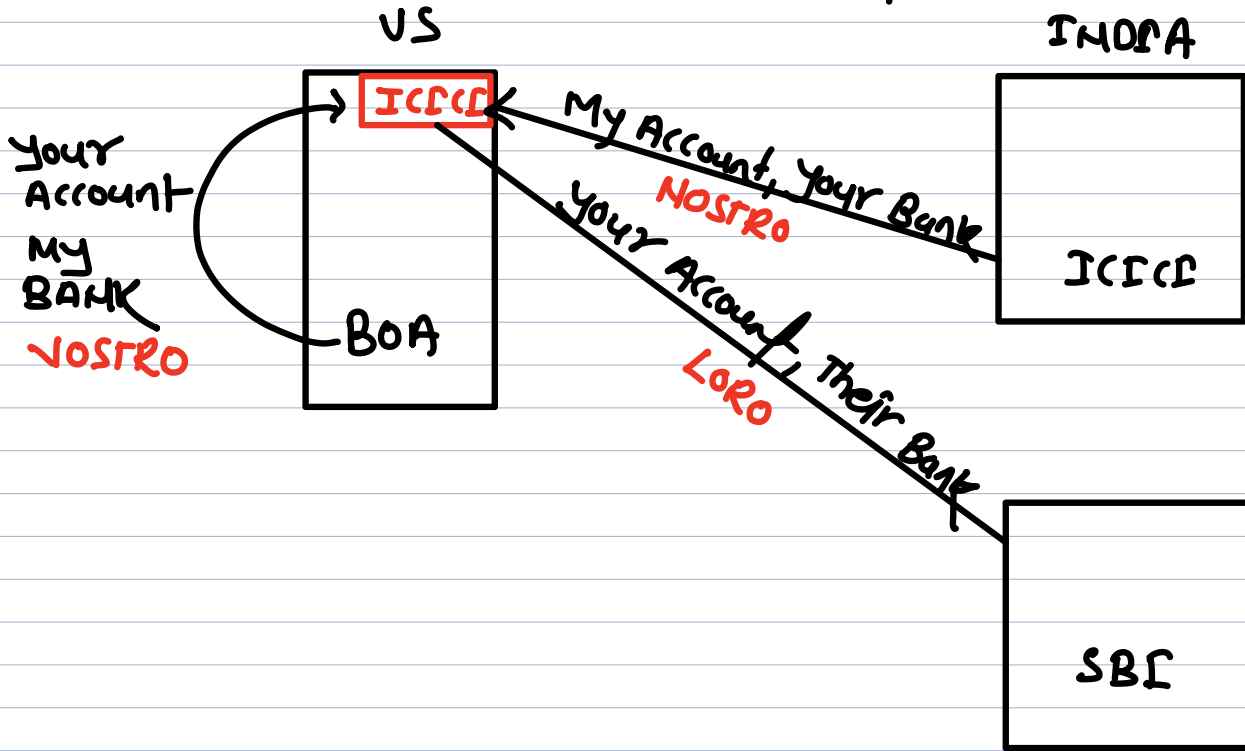 US
INDIA
ICICI
My Account, Your Bank
NOSTRO
Your
Account
My
BANK
VOSTRO
BOA
ICICI
Your Account, Their Bank
LORO
SBI